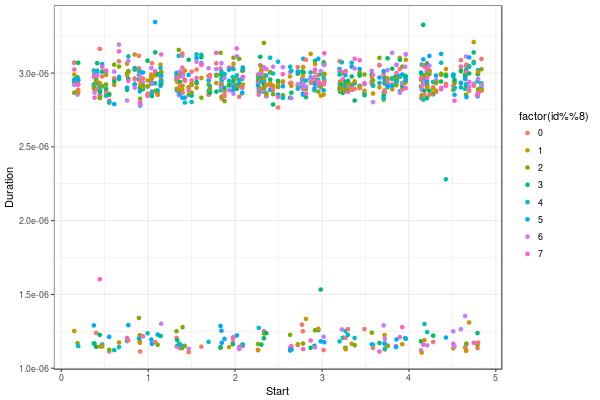 Duration
3.0e-06
2.5e-06
2.0e-06
1.5e-06
1.0e-06
0 1 2 3 4 5
Start
factor(id%%8)
0
1
2
3
4
5
6
7